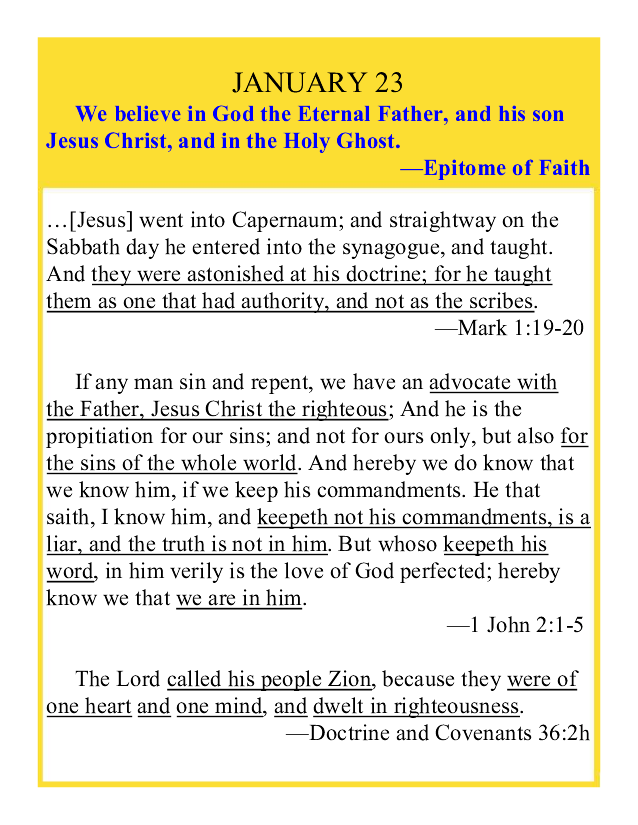 JANUARY 23
We believe in God the Eternal Father, and his son
Jesus Christ, and in the Holy Ghost.
—Epitome of Faith
…[Jesus] went into Capernaum; and straightway on the
Sabbath day he entered into the synagogue, and taught.
And they were astonished at his doctrine; for he taught
them as one that had authority, and not as the scribes.
—Mark 1:19-20
If any man sin and repent, we have an advocate with
the Father, Jesus Christ the righteous; And he is the
propitiation for our sins; and not for ours only, but also for
the sins of the whole world. And hereby we do know that
we know him, if we keep his commandments. He that
saith, I know him, and keepeth not his commandments, is a
liar, and the truth is not in him. But whoso keepeth his
word, in him verily is the love of God perfected; hereby
know we that we are in him.
—1 John 2:1-5
The Lord called his people Zion, because they were of
one heart and one mind, and dwelt in righteousness.
—Doctrine and Covenants 36:2h